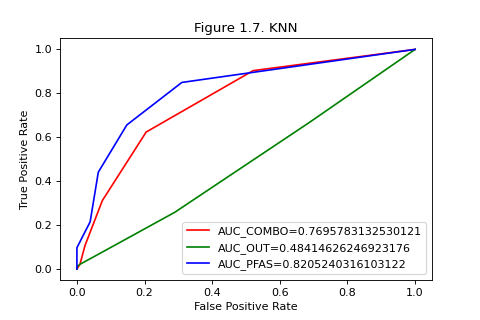 Figure 1.7. KNN
True Positive Rate
1.0
0.8
0.6
0.4
0.2
0.0
AUC_COMBO=0.7695783132530121
AUC_OUT=0.48414626246923176
AUC_PFAS=0.8205240316103122
0.0 0.2 0.4 0.6 0.8 1.0
False Positive Rate